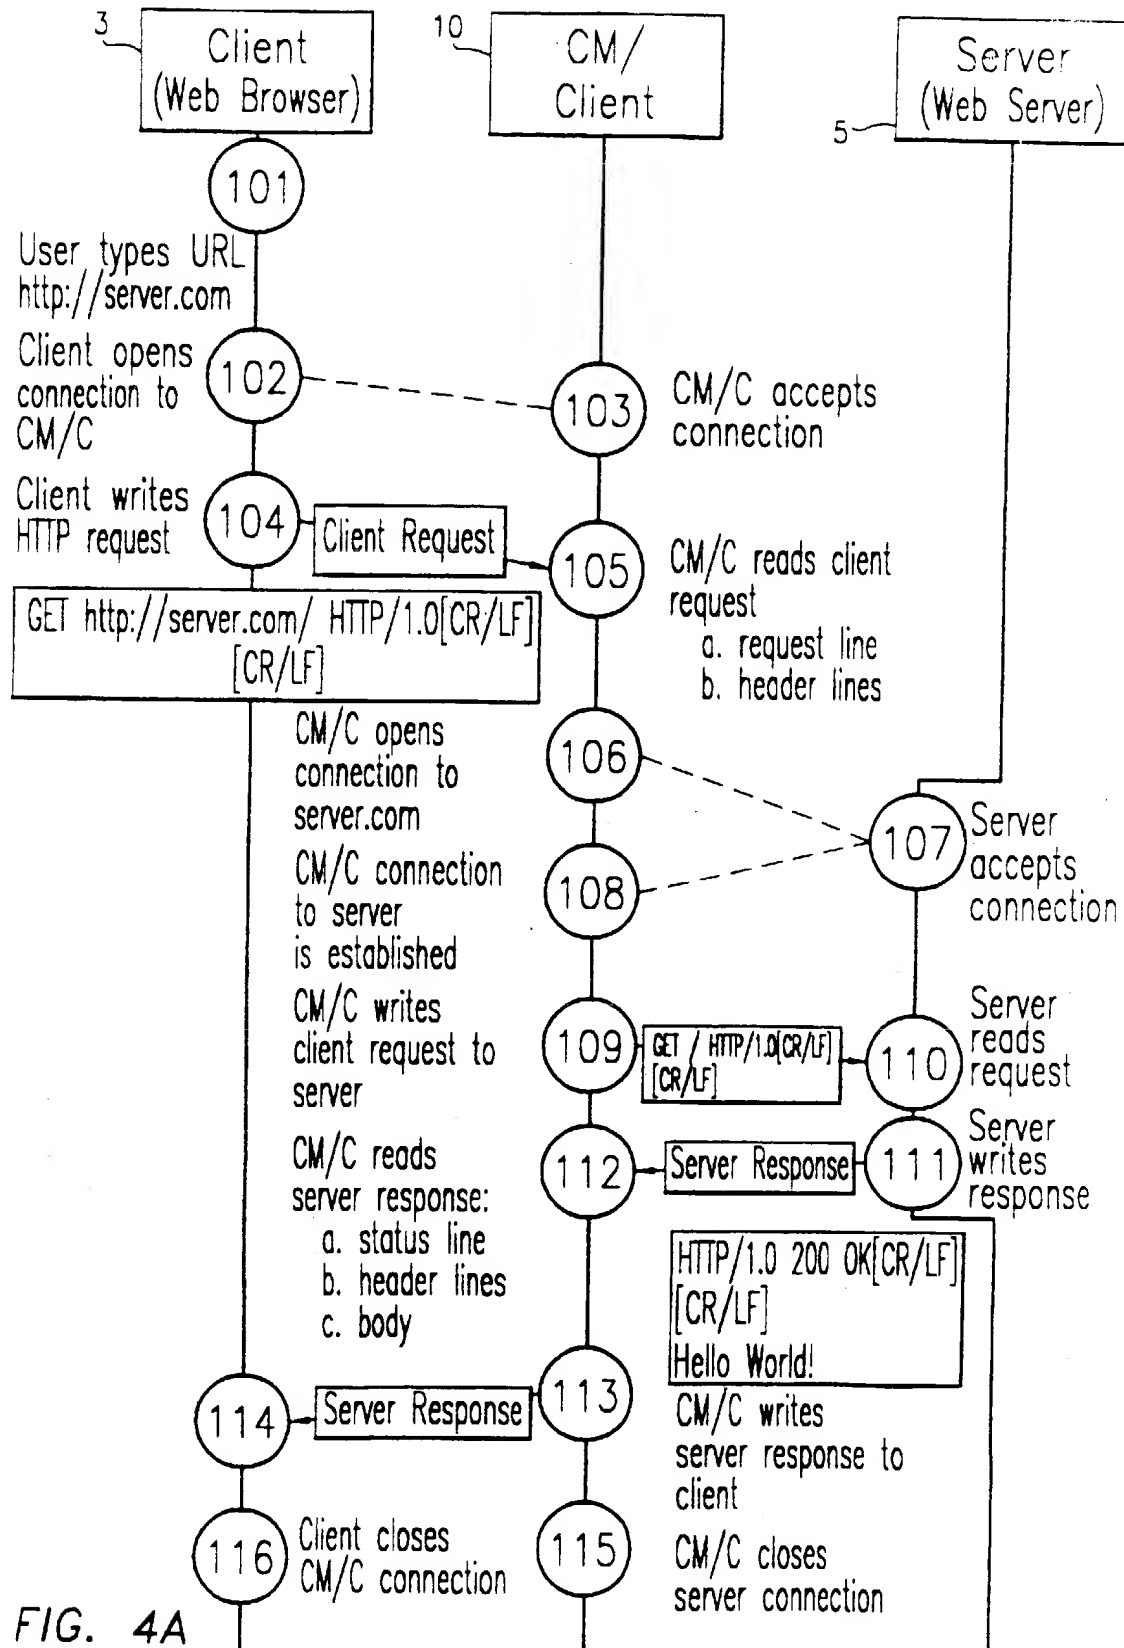 3
Client
(Web Browser)
10
CM/
Client
Server
(Web Server)
5
101
User types URL
http://server.com
Client opens
connection to
CM/C
102
103
CM/C accepts
connection
Client writes
HTTP request
104
Client Request
105
CM/C reads client
request
a. request line
b. header lines
GET http://server.com/ HTTP/1.0[CR/LF]
[CR/LF]
CM/C opens
connection to
server.com
106
107
Server
accepts
connection
CM/C connection
to server
is established
108
CM/C writes
client request to
server
109
GET / HTTP/1.0[CR/LF]
[CR/LF]
110
Server
reads
request
CM/C reads
server response:
a. status line
b. header lines
c. body
112
Server Response
111
Server
writes
response
HTTP/1.0 200 OK[CR/LF]
[CR/LF]
Hello World!
114
Server Response
113
CM/C writes
server response to
client
116
Client closes
CM/C connection
115
CM/C closes
server connection
FIG. 4A